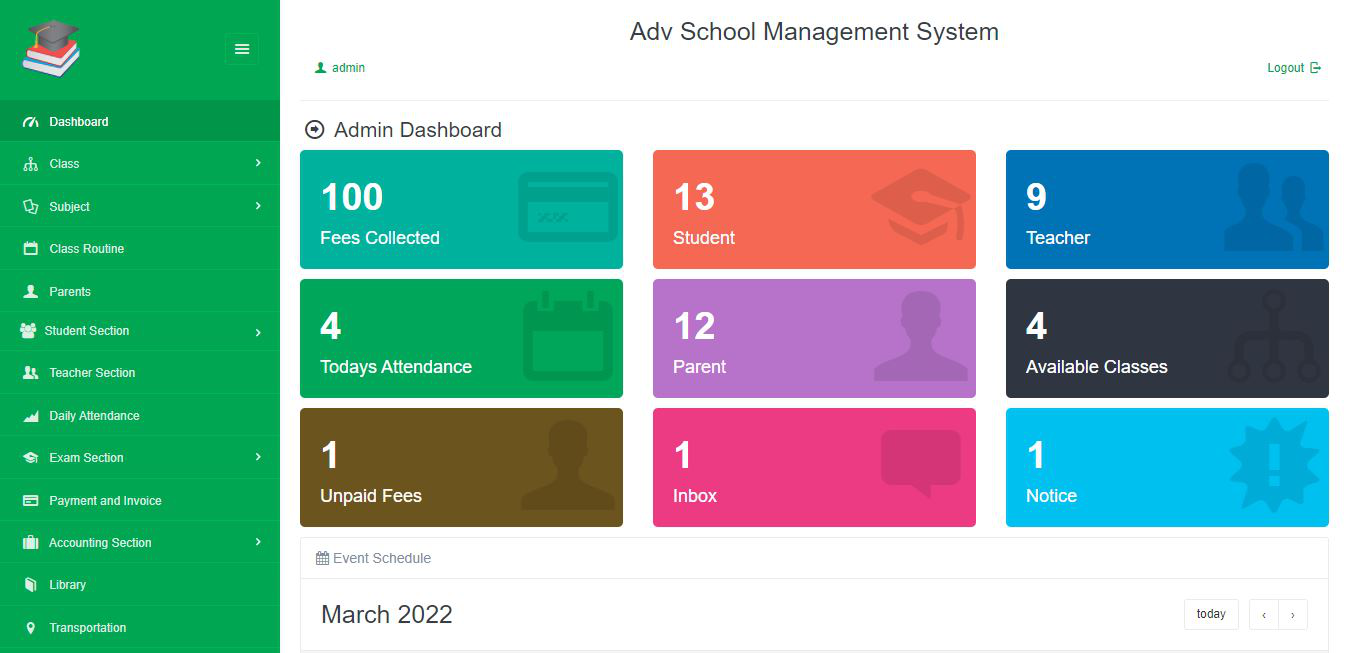 Adv School Management System
admin
Logout
Dashboard
Class
Subject
Class Routine
Parents
Student Section
Teacher Section
Daily Attendance
Exam Section
Payment and Invoice
Accounting Section
Library
Transportation
Admin Dashboard
100
Fees Collected
13
Student
9
Teacher
4
Todays Attendance
12
Parent
4
Available Classes
1
Unpaid Fees
1
Inbox
1
Notice
Event Schedule
March 2022
today